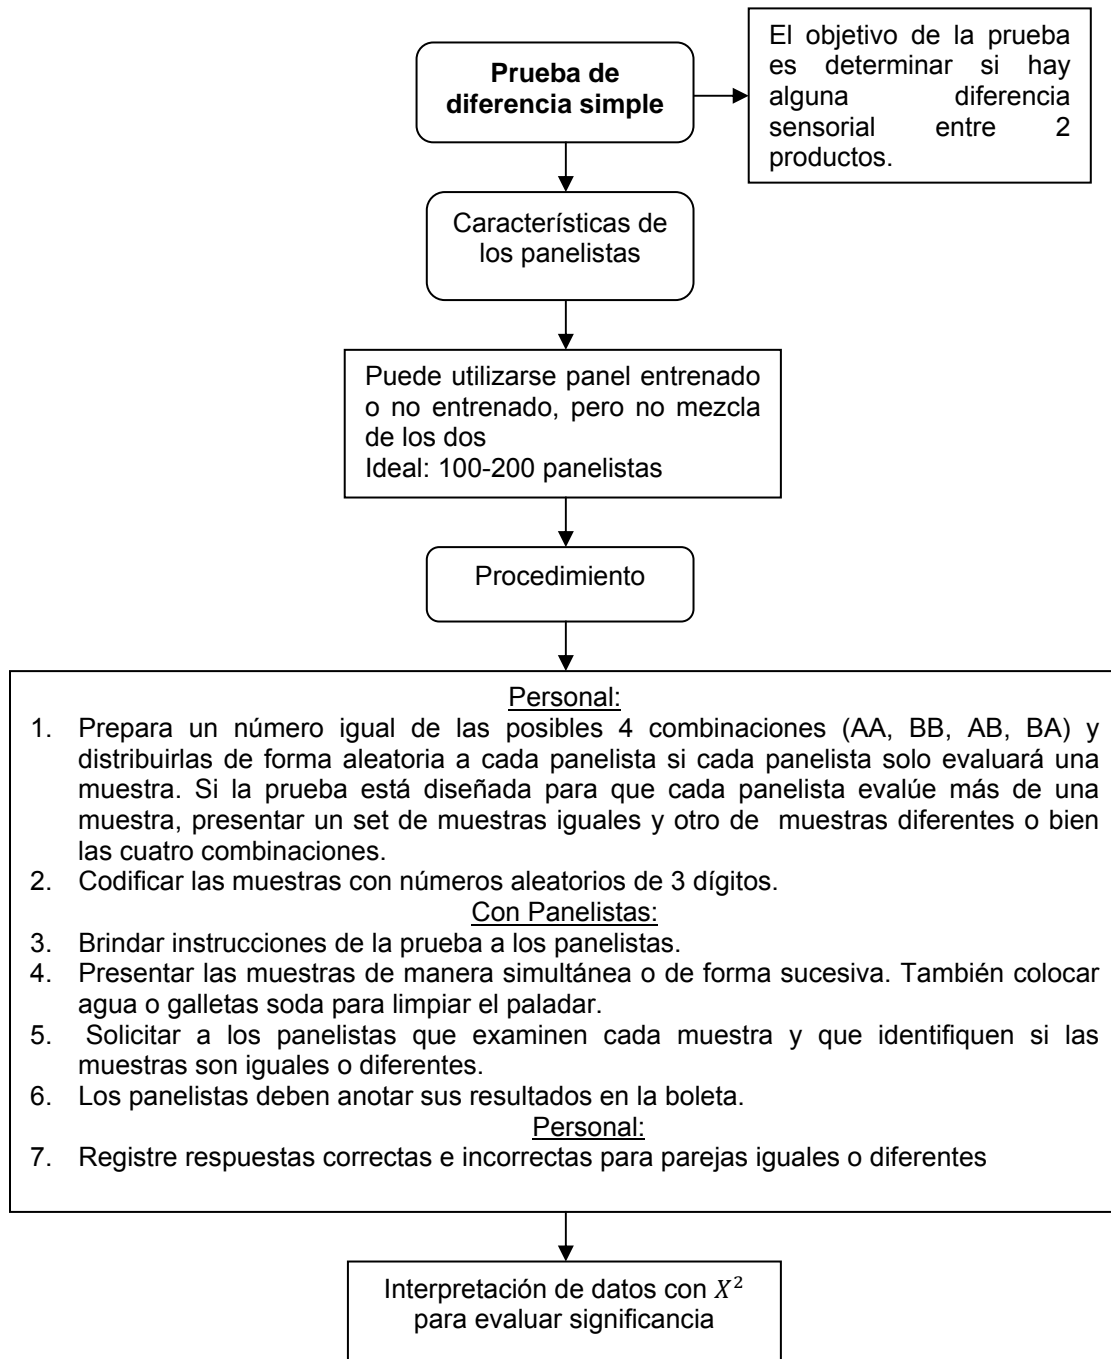 Prueba de
diferencia simple
El objetivo de la prueba
es determinar si hay
alguna diferencia
sensorial entre 2
productos.
Características de
los panelistas
Puede utilizarse panel entrenado
o no entrenado, pero no mezcla
de los dos
Ideal: 100-200 panelistas
Procedimiento
Personal:
1. Prepara un número igual de las posibles 4 combinaciones (AA, BB, AB, BA) y
distribuirlas de forma aleatoria a cada panelista si cada panelista solo evaluará una
muestra. Si la prueba está diseñada para que cada panelista evalúe más de una
muestra, presentar un set de muestras iguales y otro de muestras diferentes o bien
las cuatro combinaciones.
2. Codificar las muestras con números aleatorios de 3 dígitos.
Con Panelistas:
3. Brindar instrucciones de la prueba a los panelistas.
4. Presentar las muestras de manera simultánea o de forma sucesiva. También colocar
agua o galletas soda para limpiar el paladar.
5. Solicitar a los panelistas que examinen cada muestra y que identifiquen si las
muestras son iguales o diferentes.
6. Los panelistas deben anotar sus resultados en la boleta.
Personal:
7. Registre respuestas correctas e incorrectas para parejas iguales o diferentes
Interpretación de datos con X²
para evaluar significancia